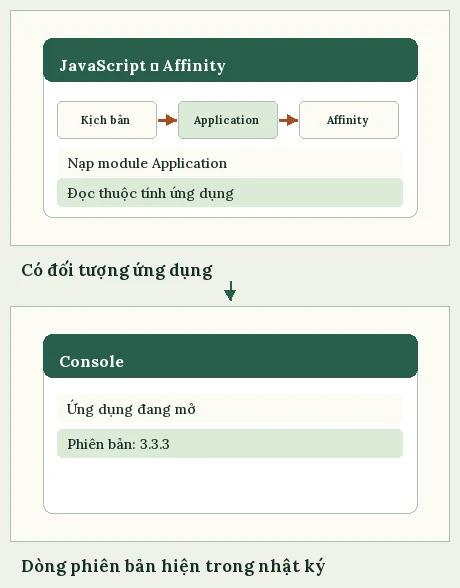 JavaScript ▯ Affinity
Kịch bản
Application
Affinity
Nạp module Application
Đọc thuộc tính ứng dụng
Có đối tượng ứng dụng
Console
Ứng dụng đang mở
Phiên bản: 3.3.3
Dòng phiên bản hiện trong nhật ký